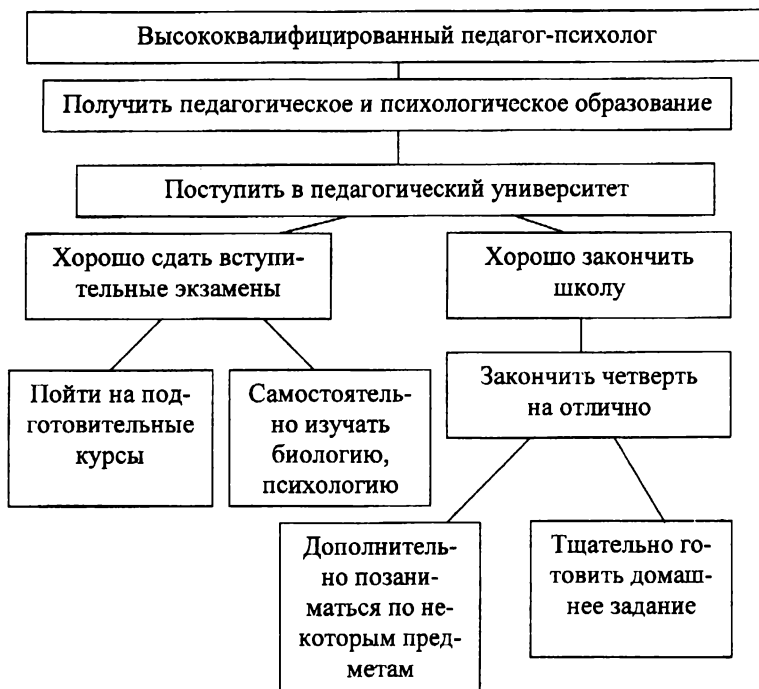 Высококвалифицированный педагог-психолог
Получить педагогическое и психологическое образование
Поступить в педагогический университет
Хорошо сдать вступи-
тельные экзамены
Хорошо закончить
школу
Пойти на под-
готовительные
курсы
Самостоятель-
но изучать
биологию,
психологию
Закончить четверть
на отлично
Дополнитель-
но позани-
маться по не-
которым пред-
метам
Тщательно го-
товить домаш-
нее задание